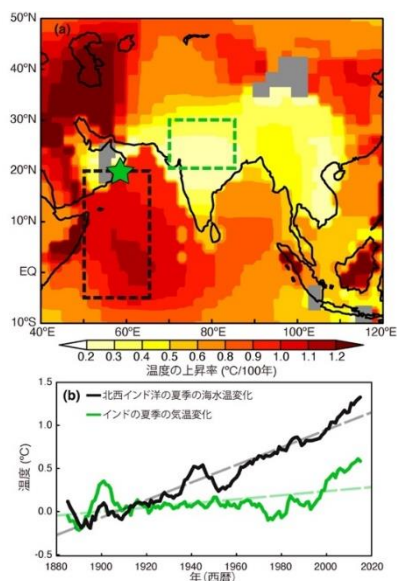 50°N
(a)
40°N
30°N
20°N
10°N
EQ
10°S
40°E 60°E 80°E 100°E 120°E
0.2 0.3 0.4 0.5 0.6 0.8 0.9 1.0 1.1 1.2
温度の上昇率 (°C/100年)
1.5
(b)
北西インド洋の夏季の海水温変化
インドの夏季の気温変化
1.0
温度 (°C)
0.5
0.0
-0.5
1880 1900 1920 1940 1960 1980 2000 2020
年 (西暦)